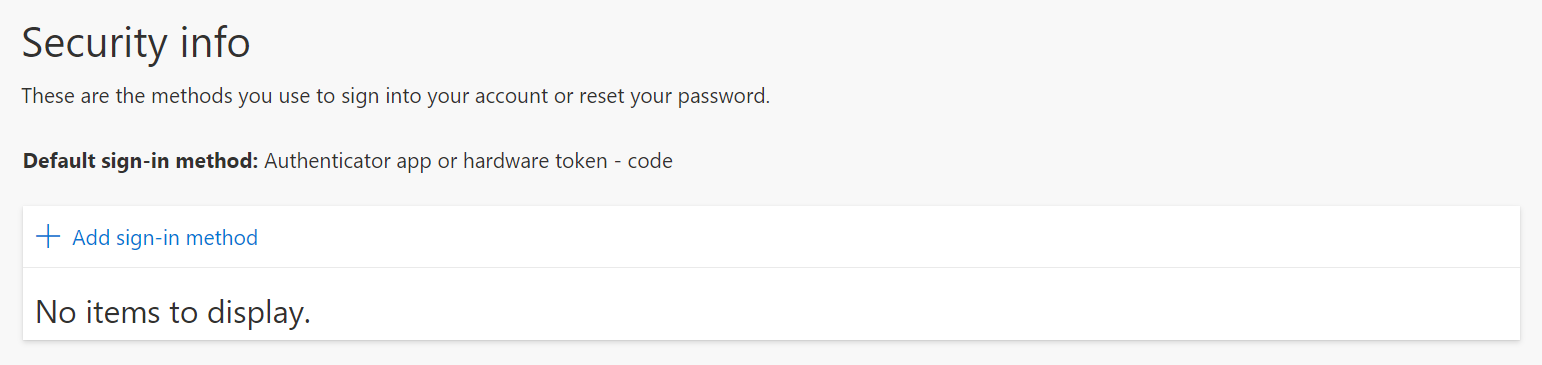 Security info
These are the methods you use to sign into your account or reset your password.
Default sign-in method: Authenticator app or hardware token - code
Add sign-in method
No items to display.